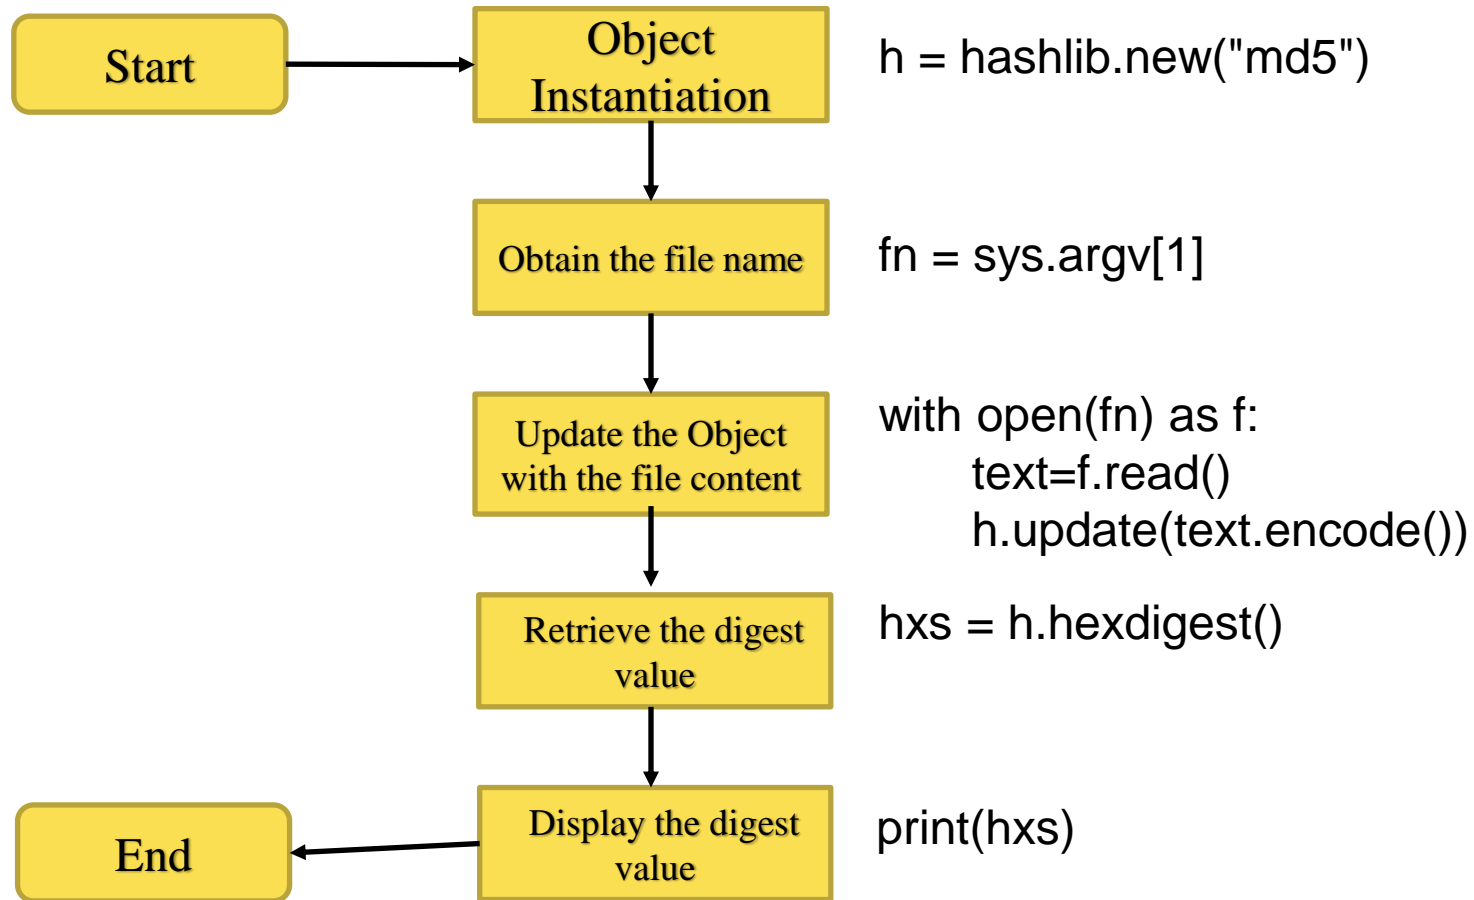 Start
Object
Instantiation
h = hashlib.new("md5")
Obtain the file name
fn = sys.argv[1]
Update the Object
with the file content
with open(fn) as f:
text=f.read()
h.update(text.encode())
Retrieve the digest
value
hxs = h.hexdigest()
Display the digest
value
print(hxs)
End